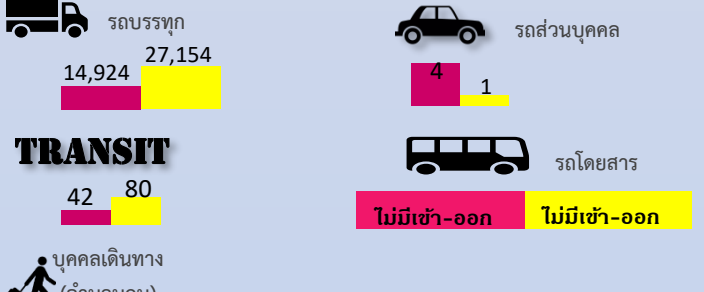 รถบรรทุก
14,924
27,154
รถส่วนบุคคล
4
1
TRANSIT
42
80
รถโดยสาร
ไม่มีเข้า-ออก
ไม่มีเข้า-ออก
บุคคลเดินทาง